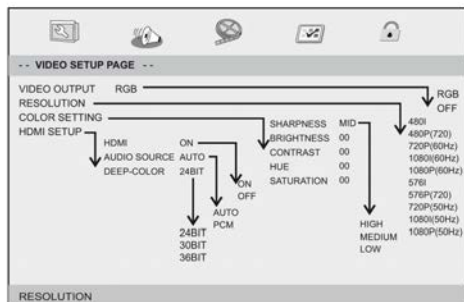 - - VIDEO SETUP PAGE - -
VIDEO OUTPUT RGB
RESOLUTION
COLOR SETTING
HDMI SETUP
HDMI ON
AUDIO SOURCE AUTO
DEEP-COLOR 24BIT
ON
OFF
AUTO
PCM
24BIT
30BIT
36BIT
SHARPNESS MID
BRIGHTNESS 00
CONTRAST 00
HUE 00
SATURATION 00
HIGH
MEDIUM
LOW
RGB
OFF
480I
480P(720)
720P(60Hz)
1080I(60Hz)
1080P(60Hz)
576I
576P(720)
720P(50Hz)
1080I(50Hz)
1080P(50Hz)
RESOLUTION